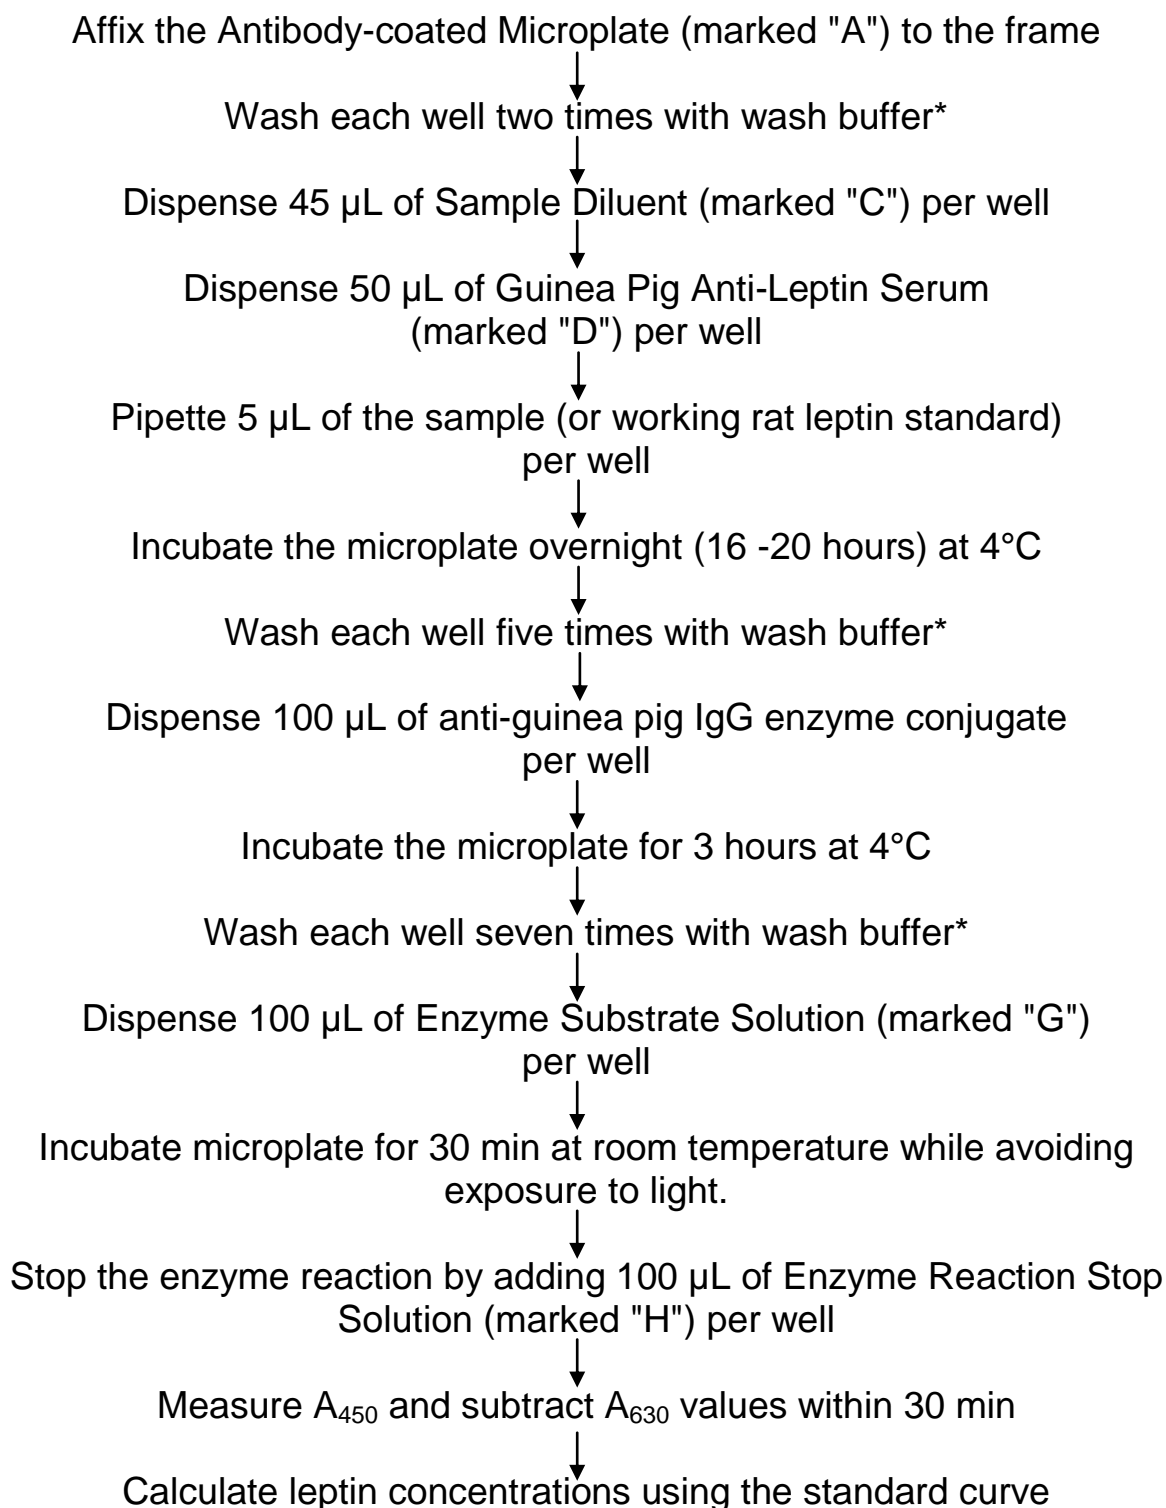 Affix the Antibody-coated Microplate (marked "A") to the frame
Wash each well two times with wash buffer*
Dispense 45 µL of Sample Diluent (marked "C") per well
Dispense 50 µL of Guinea Pig Anti-Leptin Serum
(marked "D") per well
Pipette 5 µL of the sample (or working rat leptin standard)
per well
Incubate the microplate overnight (16 -20 hours) at 4°C
Wash each well five times with wash buffer*
Dispense 100 µL of anti-guinea pig IgG enzyme conjugate
per well
Incubate the microplate for 3 hours at 4°C
Wash each well seven times with wash buffer*
Dispense 100 µL of Enzyme Substrate Solution (marked "G")
per well
Incubate microplate for 30 min at room temperature while avoiding
exposure to light.
Stop the enzyme reaction by adding 100 µL of Enzyme Reaction Stop
Solution (marked "H") per well
Measure A450 and subtract A630 values within 30 min
Calculate leptin concentrations using the standard curve